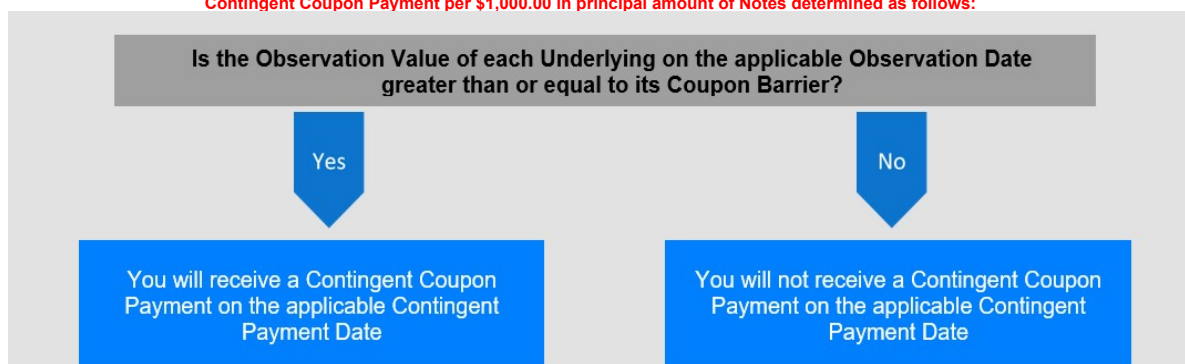 Contingent Coupon Payment per $1,000.00 in principal amount of Notes determined as follows:
Is the Observation Value of each Underlying on the applicable Observation Date
greater than or equal to its Coupon Barrier?
Yes
No
You will receive a Contingent Coupon
Payment on the applicable Contingent
Payment Date
You will not receive a Contingent Coupon
Payment on the applicable Contingent
Payment Date